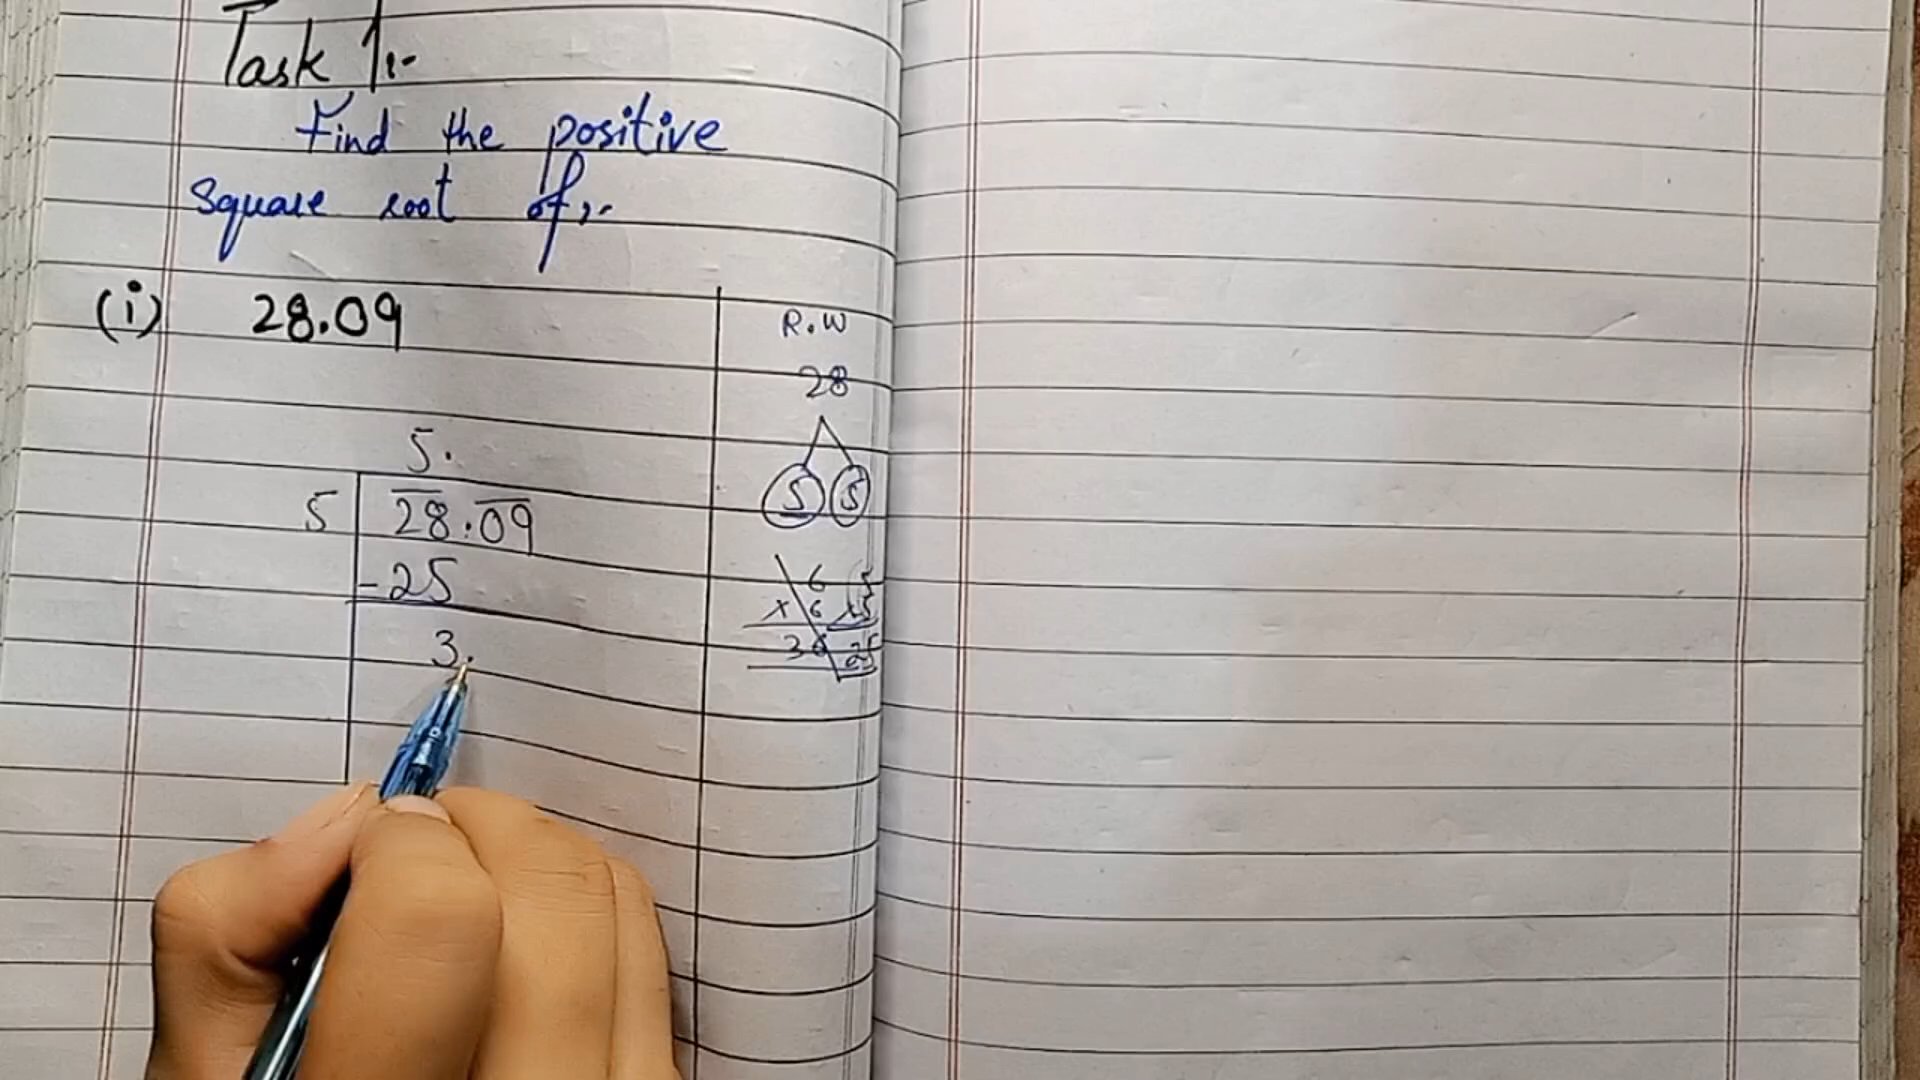 Task 1:-
Find the positive
square root of:-
(i) 28.09
R.W
28
5.
5 28.09
5 5
-25
6 5
x 6 x5
36 25
3.